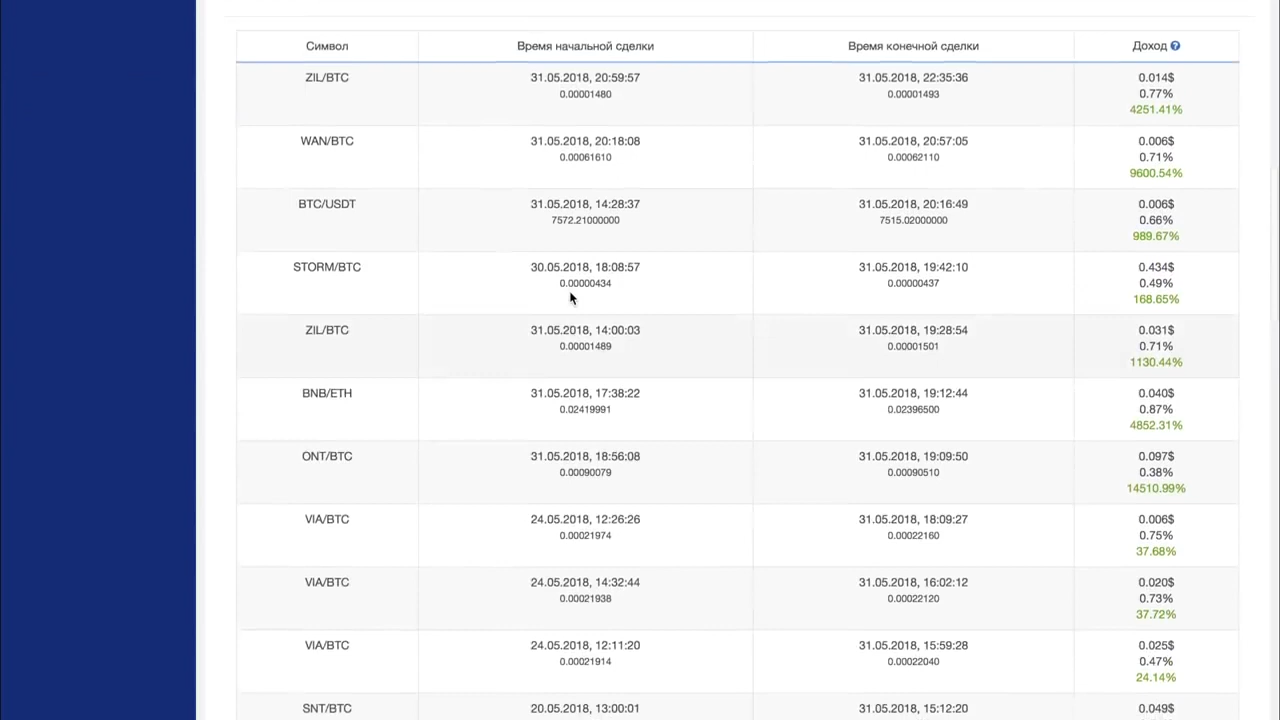 Символ Время начальной сделки Время конечной сделки Доход ?
ZIL/BTC 31.05.2018, 20:59:57 31.05.2018, 22:35:36 0.014$
0.00001480 0.00001493 0.77%
4251.41%
WAN/BTC 31.05.2018, 20:18:08 31.05.2018, 20:57:05 0.006$
0.00061610 0.00062110 0.71%
9600.54%
BTC/USDT 31.05.2018, 14:28:37 31.05.2018, 20:16:49 0.006$
7572.21000000 7515.02000000 0.66%
989.67%
STORM/BTC 30.05.2018, 18:08:57 31.05.2018, 19:42:10 0.434$
0.00000434 0.00000437 0.49%
168.65%
ZIL/BTC 31.05.2018, 14:00:03 31.05.2018, 19:28:54 0.031$
0.00001489 0.00001501 0.71%
1130.44%
BNB/ETH 31.05.2018, 17:38:22 31.05.2018, 19:12:44 0.040$
0.02419991 0.02396500 0.87%
4852.31%
ONT/BTC 31.05.2018, 18:56:08 31.05.2018, 19:09:50 0.097$
0.00090079 0.00090510 0.38%
14510.99%
VIA/BTC 24.05.2018, 12:26:26 31.05.2018, 18:09:27 0.006$
0.00021974 0.00022160 0.75%
37.68%
VIA/BTC 24.05.2018, 14:32:44 31.05.2018, 16:02:12 0.020$
0.00021938 0.00022120 0.73%
37.72%
VIA/BTC 24.05.2018, 12:11:20 31.05.2018, 15:59:28 0.025$
0.00021914 0.00022040 0.47%
24.14%
SNT/BTC 20.05.2018, 13:00:01 31.05.2018, 15:12:20 0.049$